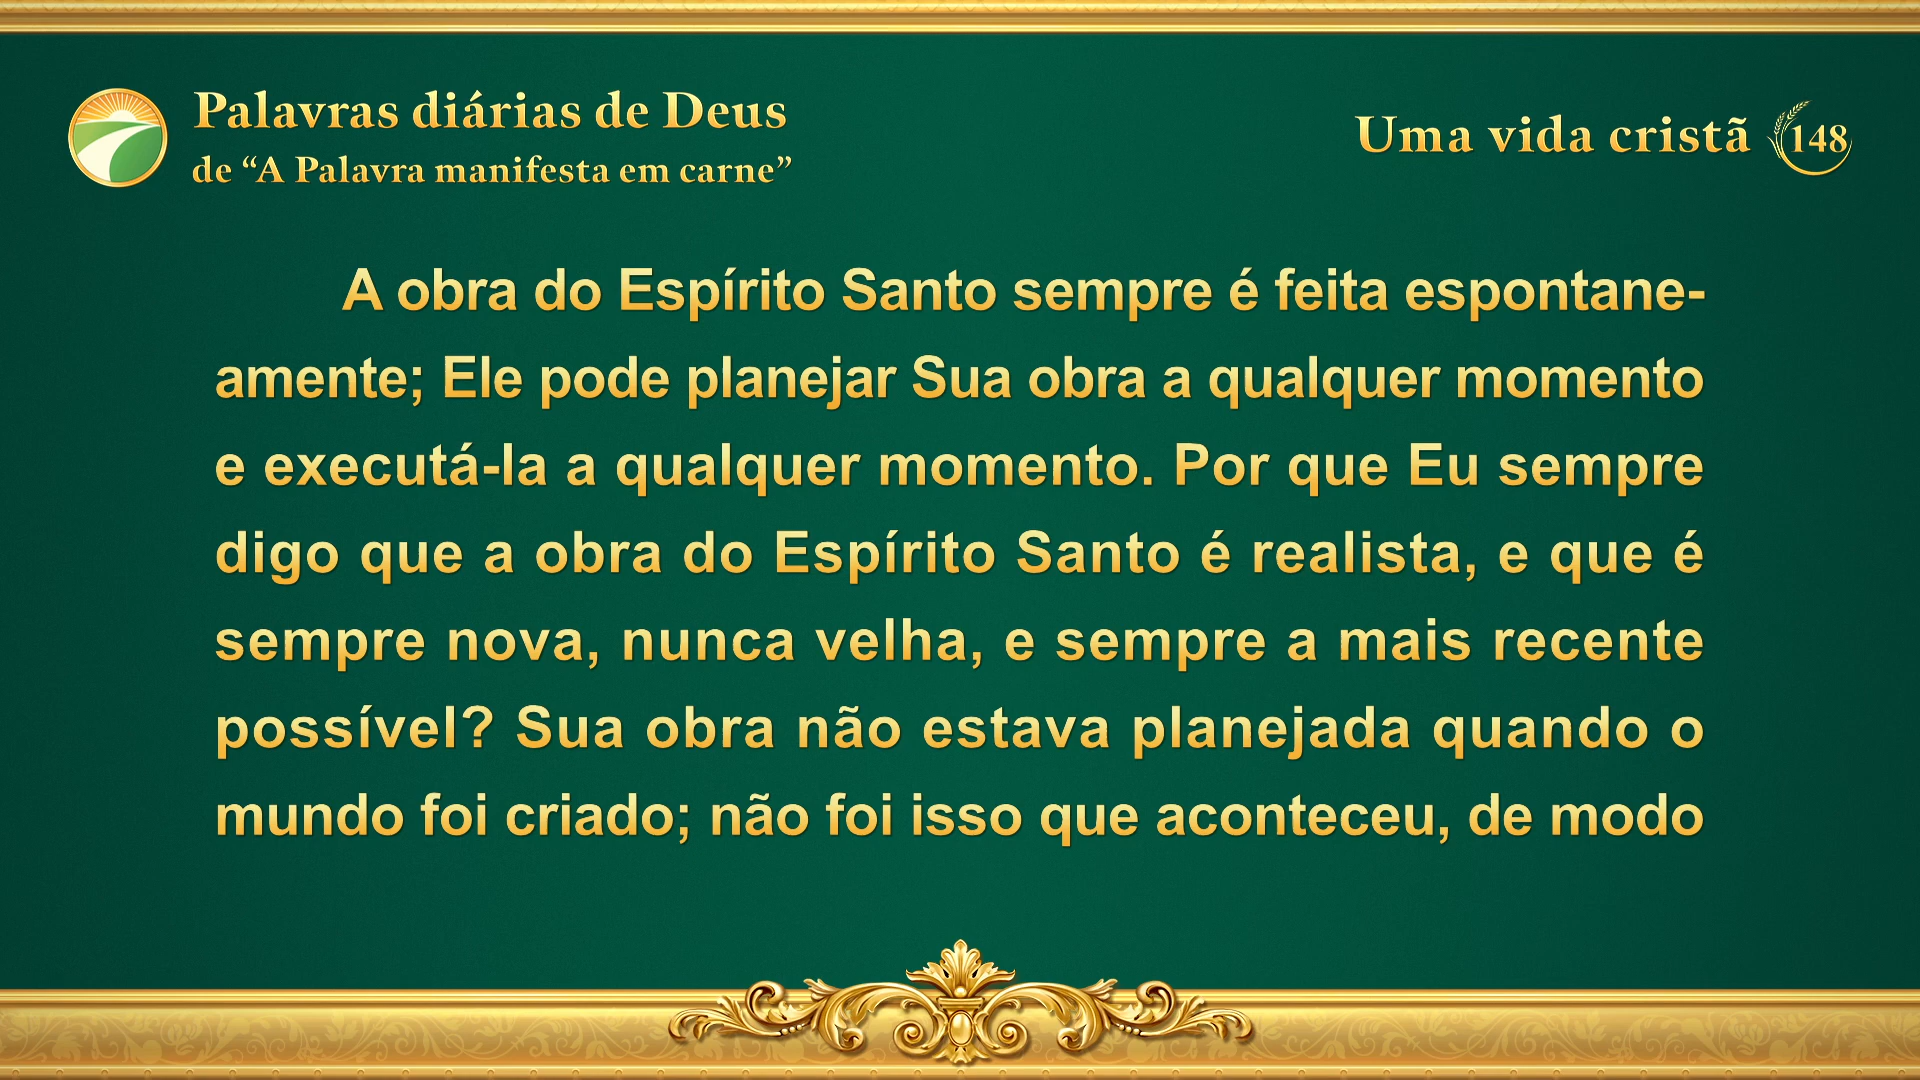 Palavras diárias de Deus
de “A Palavra manifesta em carne”
Uma vida cristã 148
A obra do Espírito Santo sempre é feita espontane-
amente; Ele pode planejar Sua obra a qualquer momento
e executá-la a qualquer momento. Por que Eu sempre
digo que a obra do Espírito Santo é realista, e que é
sempre nova, nunca velha, e sempre a mais recente
possível? Sua obra não estava planejada quando o
mundo foi criado; não foi isso que aconteceu, de modo